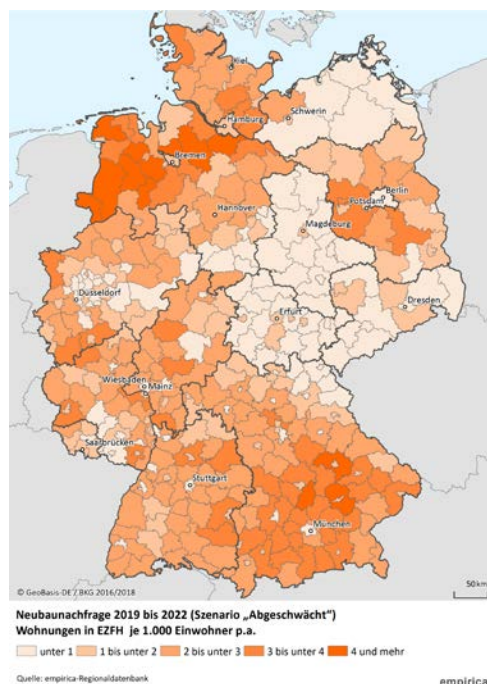 Kiel
Schwerin
Hamburg
Bremen
Berlin
Potsdam
Hannover
Magdeburg
Düsseldorf
Erfurt
Dresden
Wiesbaden
Mainz
Saarbrücken
Stuttgart
München
© GeoBasis-DE / BKG 2016/2018
50 km
Neubaunachfrage 2019 bis 2022 (Szenario „Abgeschwächt“)
Wohnungen in EZFH je 1.000 Einwohner p.a.
unter 1 1 bis unter 2 2 bis unter 3 3 bis unter 4 4 und mehr
Quelle: empirica-Regionaldatenbank
empirica